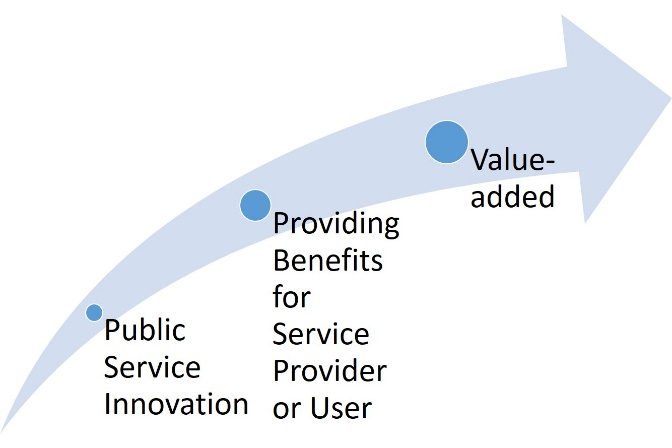 Public
Service
Innovation
Providing
Benefits
for
Service
Provider
or User
Value-
added